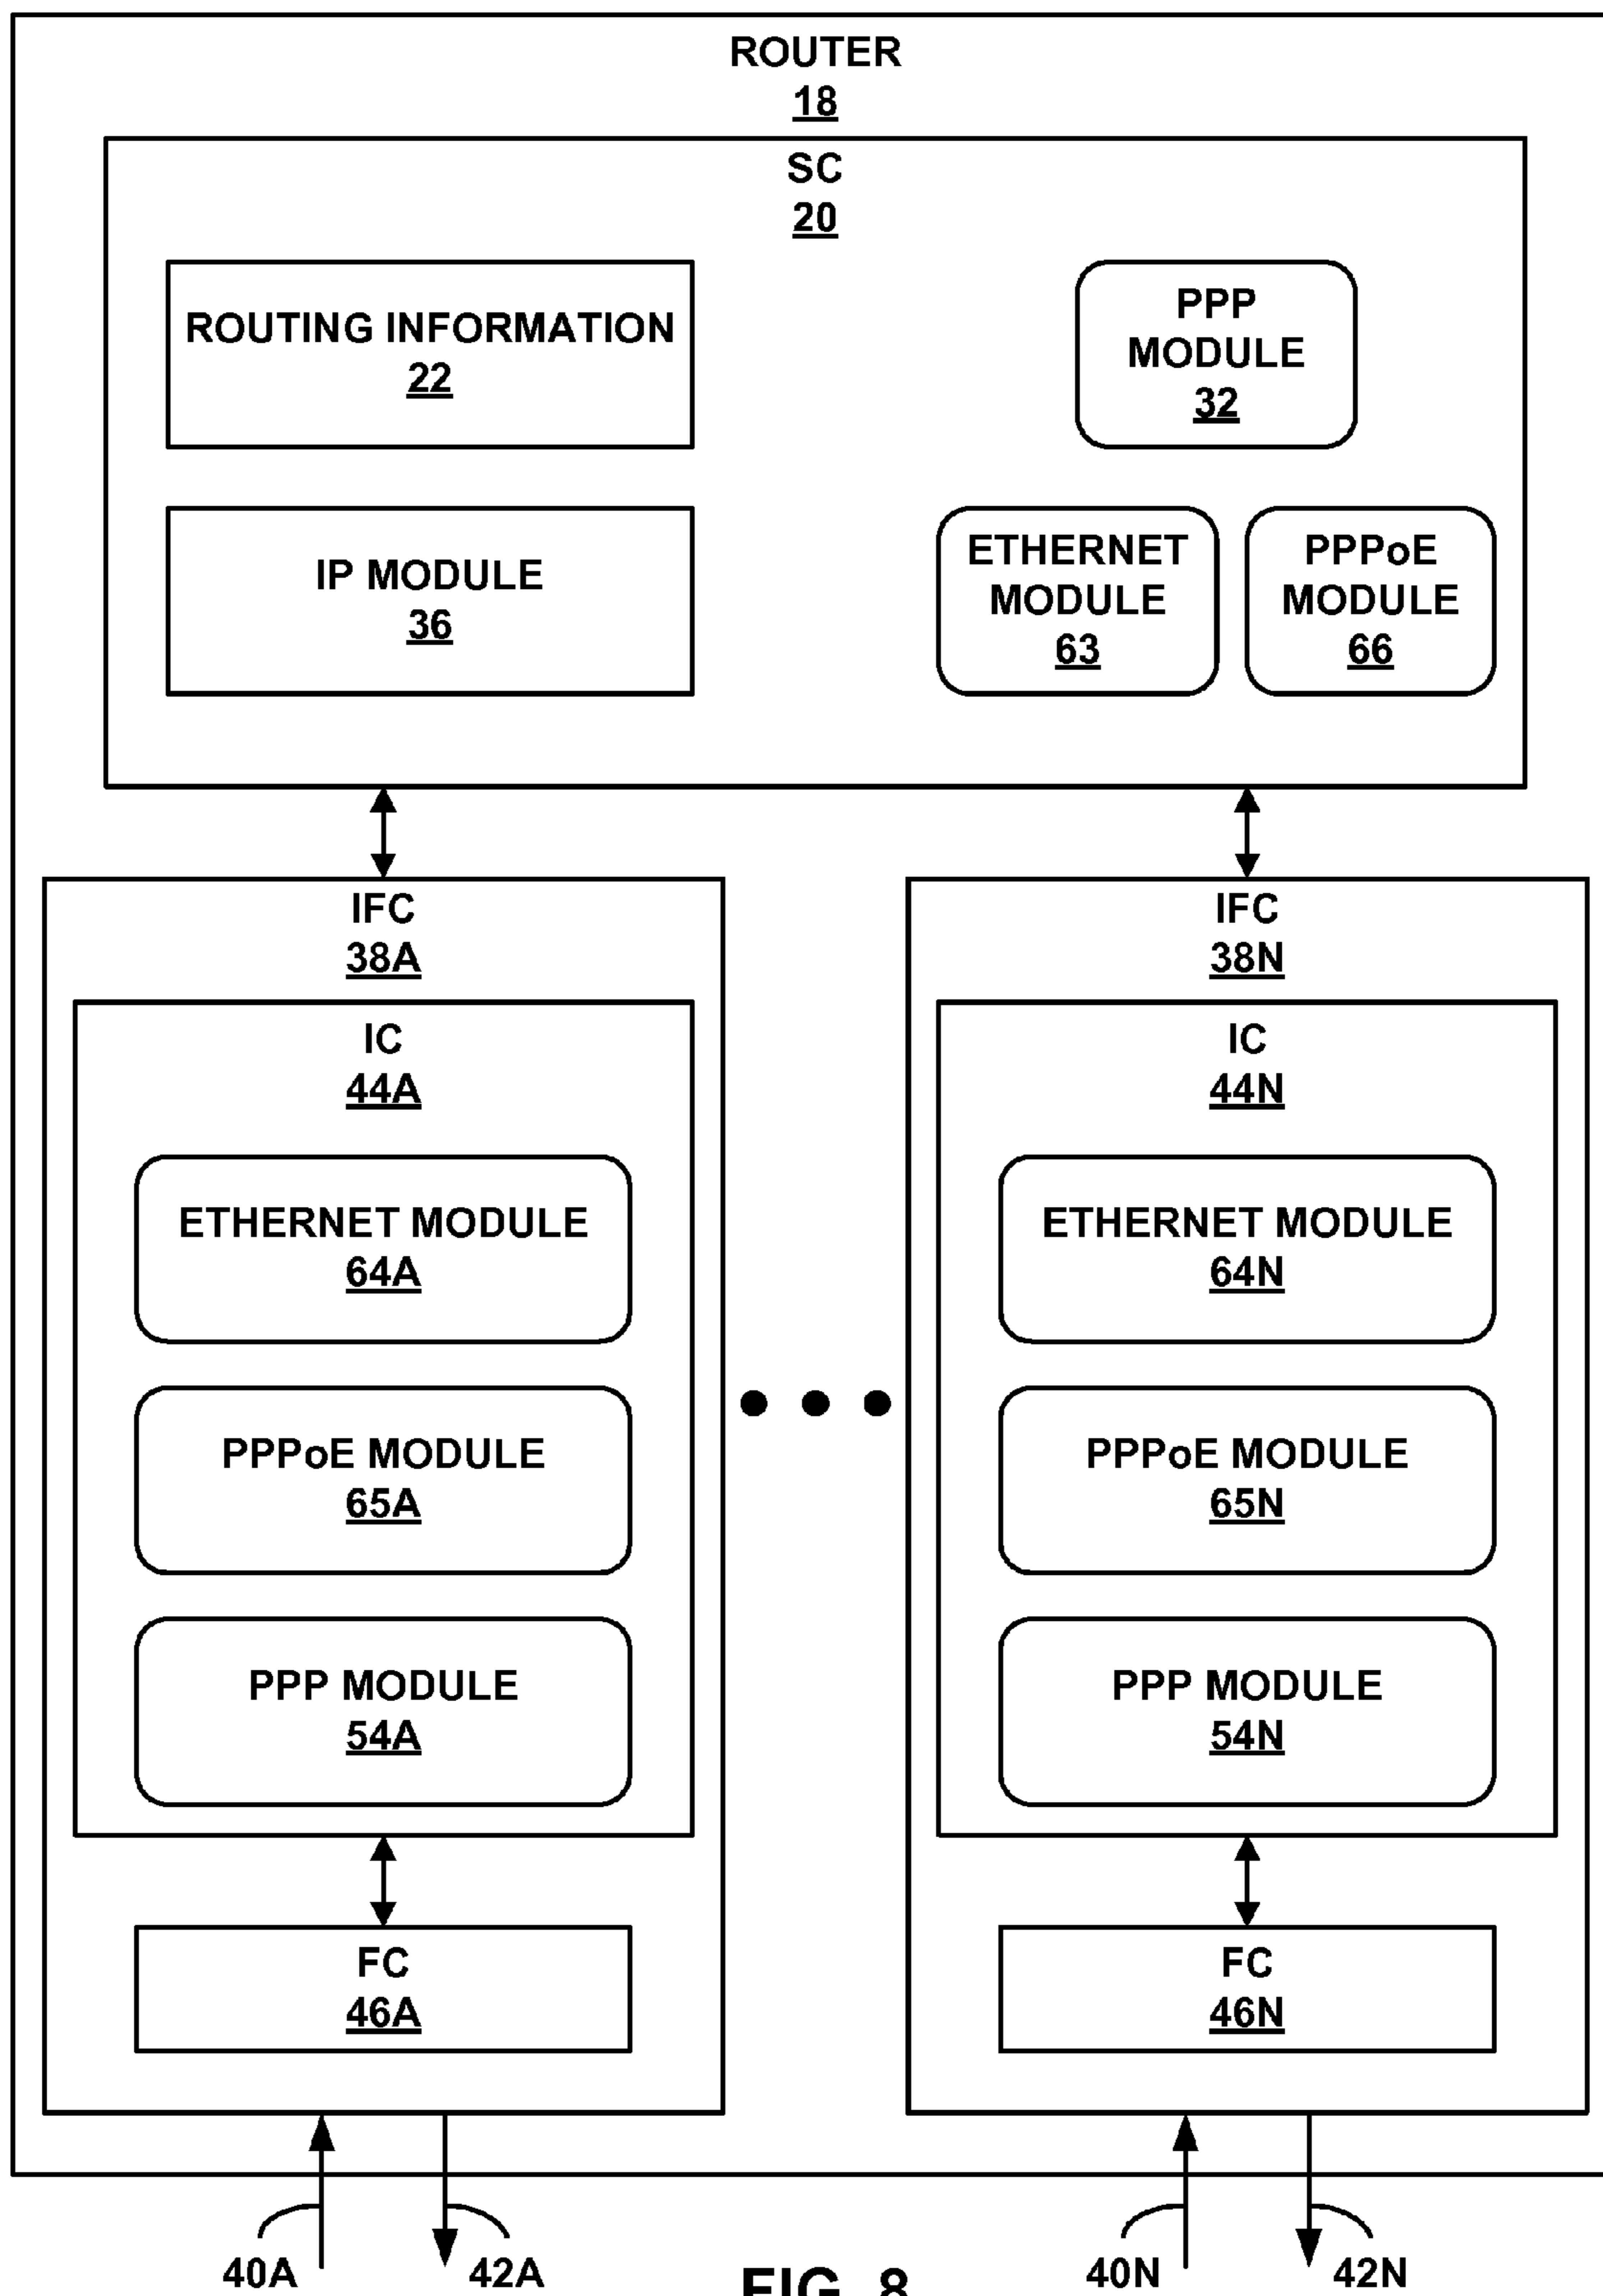 ROUTER
18
SC
20
ROUTING INFORMATION
22
PPP
MODULE
32
IP MODULE
36
ETHERNET
MODULE
63
PPPoE
MODULE
66
IFC
38A
IC
44A
ETHERNET MODULE
64A
PPPoE MODULE
65A
PPP MODULE
54A
FC
46A
IFC
38N
IC
44N
ETHERNET MODULE
64N
PPPoE MODULE
65N
PPP MODULE
54N
FC
46N
40A
42A
40N
42N
FIG. 8